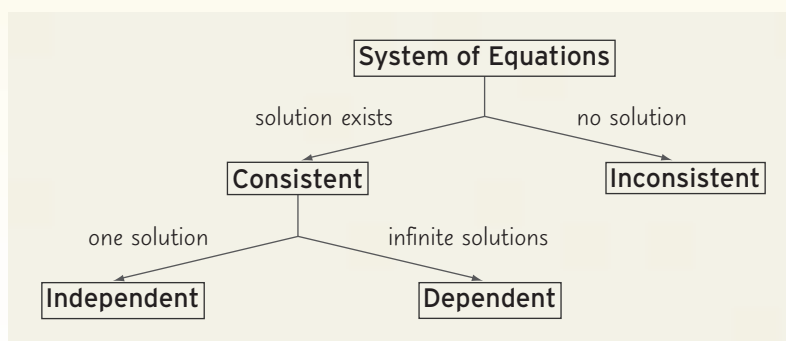 System of Equations
solution exists
no solution
Consistent
Inconsistent
one solution
infinite solutions
Independent
Dependent